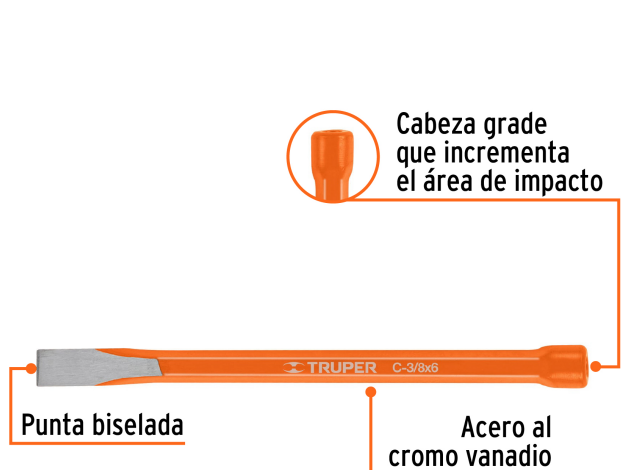 Cabeza grade
que incrementa
el área de impacto
TRUPER C-3/8x6
Punta biselada
Acero al
cromo vanadio